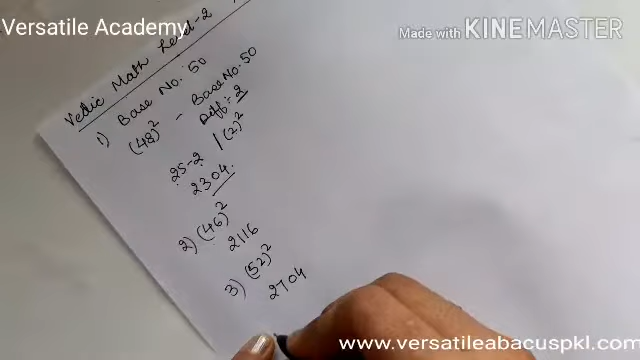 Versatile Academy
Made with KINEMASTER
Vedic Math Level-2
1) Base No. 50
(48)² - Base No. 50
Diff:- 2
25-2 / (2)²
2304.
2) (46)²
2116
3) (52)²
2704
www.versatileabacuspkl.com